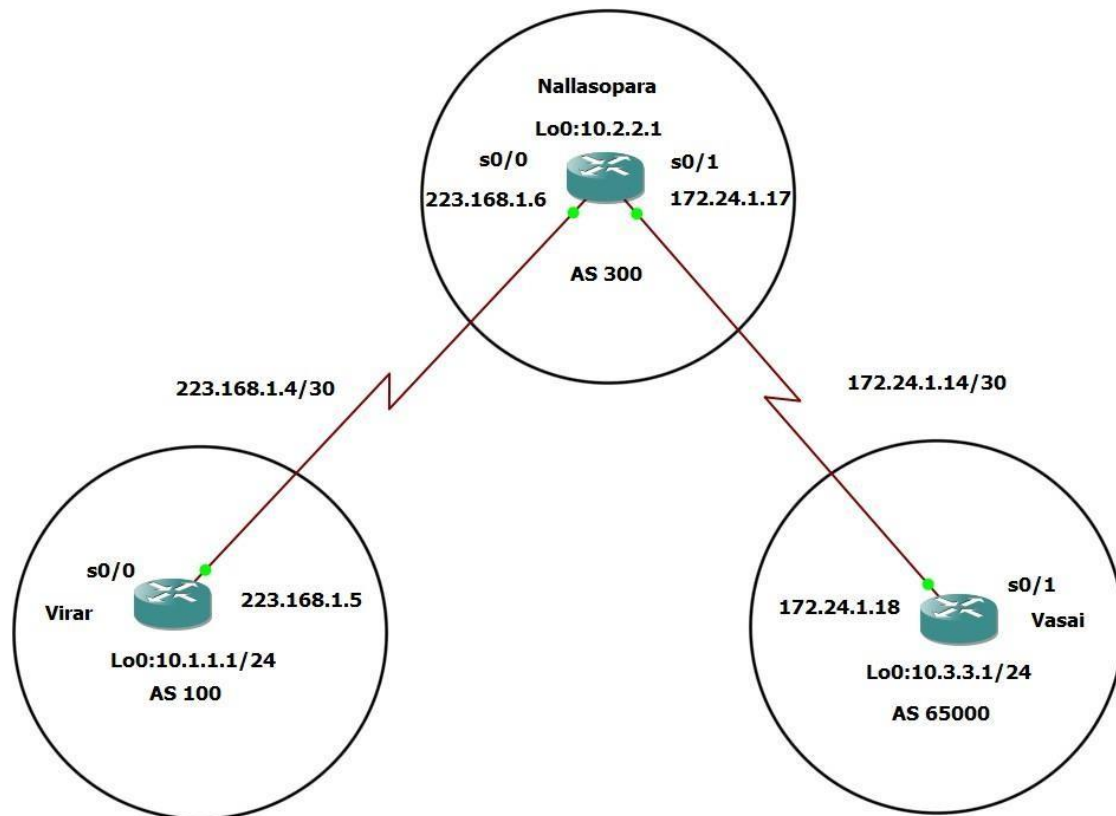 Nallasopara
Lo0:10.2.2.1
s0/0
s0/1
223.168.1.6
172.24.1.17
AS 300
223.168.1.4/30
172.24.1.14/30
s0/0
Virar
223.168.1.5
Lo0:10.1.1.1/24
AS 100
s0/1
172.24.1.18
Vasai
Lo0:10.3.3.1/24
AS 65000